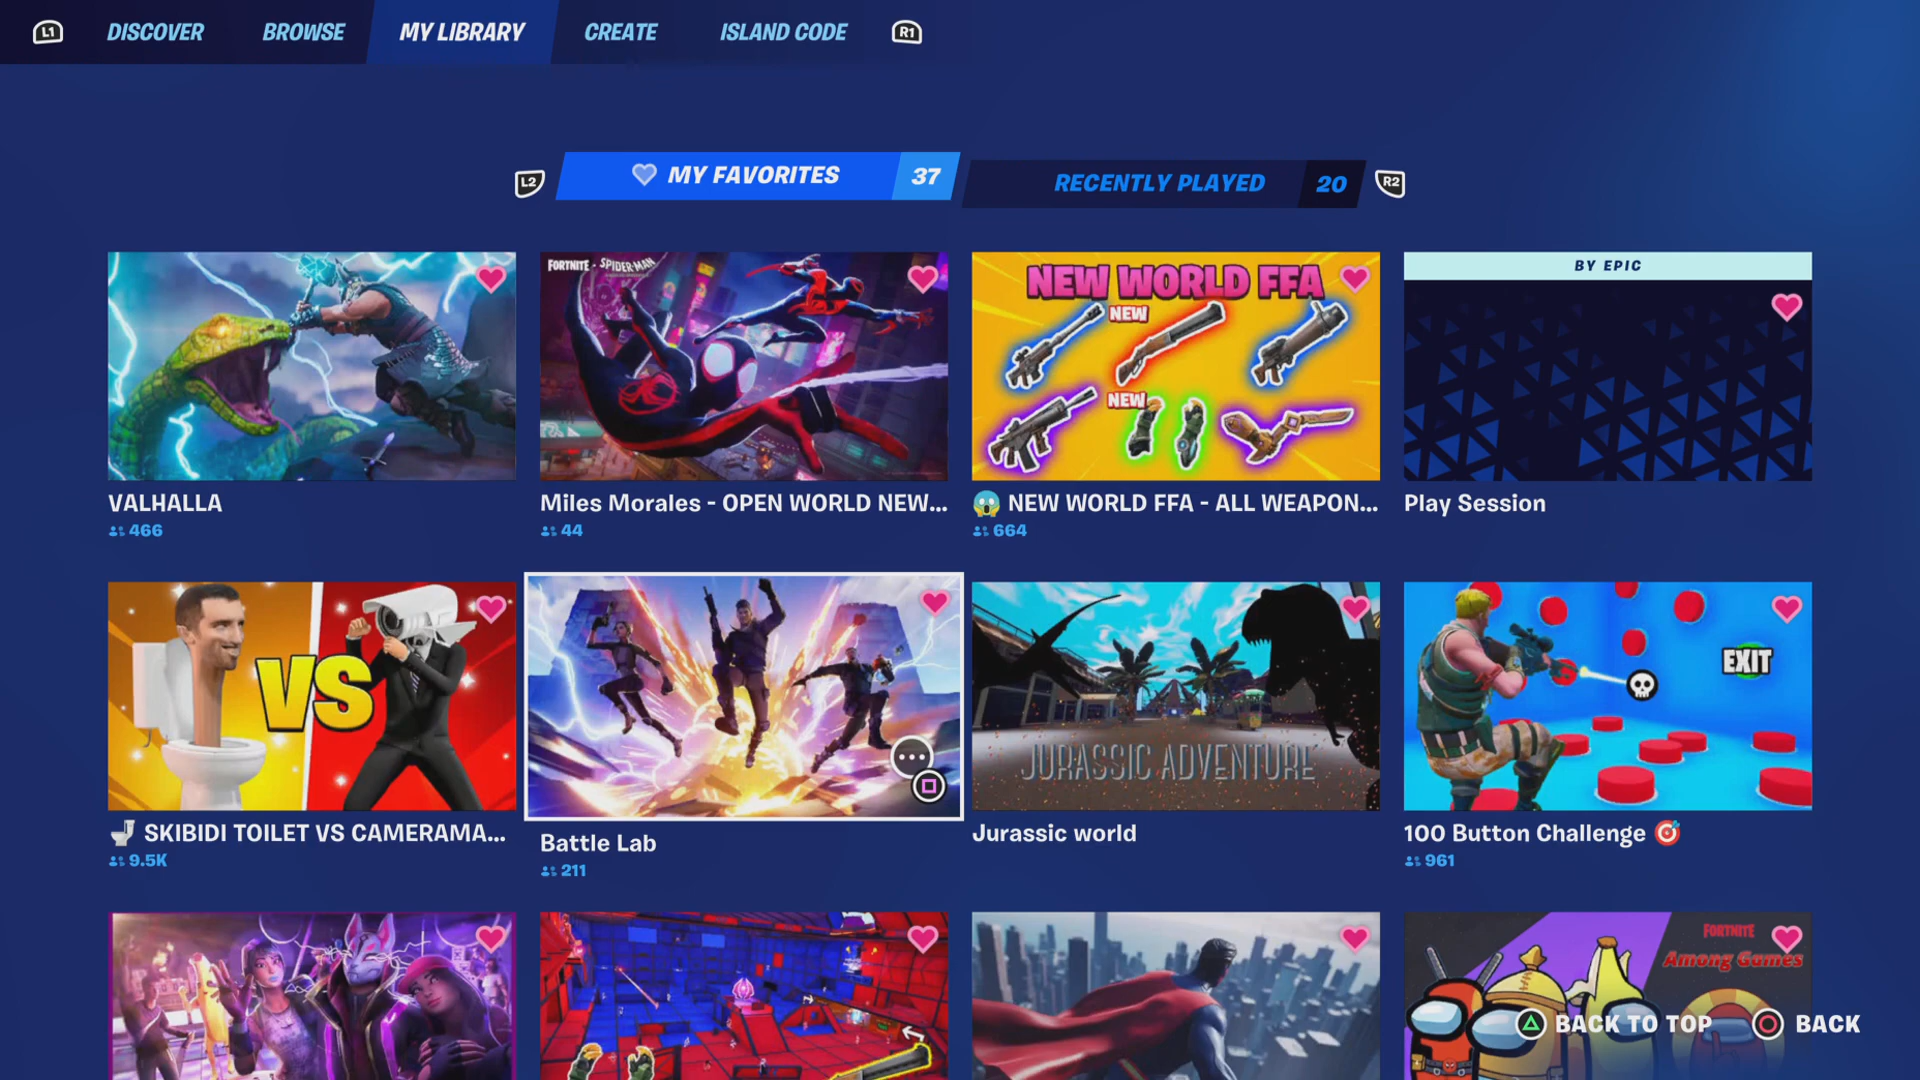 L1 DISCOVER BROWSE MY LIBRARY CREATE ISLAND CODE R1
L2 MY FAVORITES 37 RECENTLY PLAYED 20 R2
FORTNITE - SPIDER-MAN
NEW WORLD FFA
NEW
NEW
BY EPIC
VALHALLA
466
Miles Morales - OPEN WORLD NEW...
44
😱 NEW WORLD FFA - ALL WEAPON...
664
Play Session
VS
JURASSIC ADVENTURE
EXIT
🚽 SKIBIDI TOILET VS CAMERAMA...
9.5K
Battle Lab
211
Jurassic world
100 Button Challenge 🎯
961
FORTNITE
Among Games
BACK TO TOP BACK